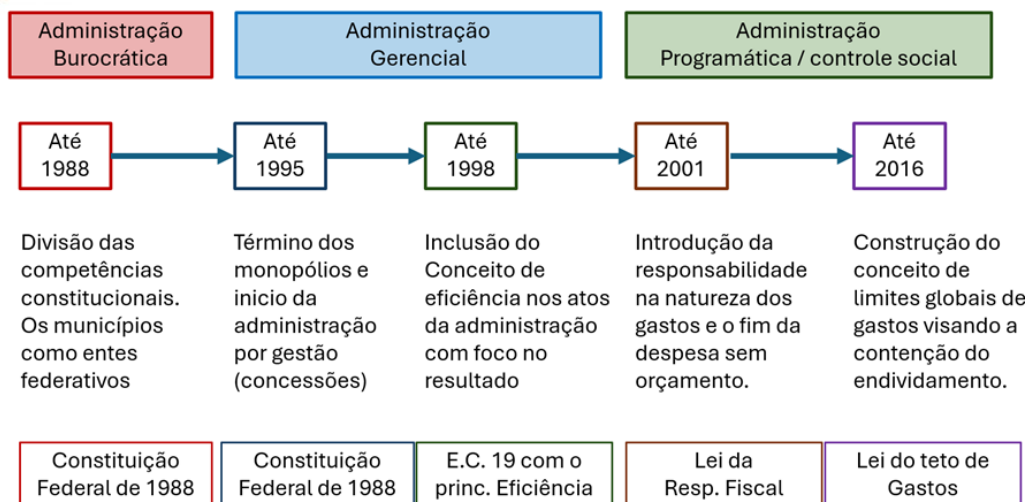 Administração
Burocrática
Administração
Gerencial
Administração
Programática / controle social
Até
1988
Até
1995
Até
1998
Até
2001
Até
2016
Divisão das
competências
constitucionais.
Os municípios
como entes
federativos
Término dos
monopólios e
inicio da
administração
por gestão
(concessões)
Inclusão do
Conceito de
eficiência nos atos
da administração
com foco no
resultado
Introdução da
responsabilidade
na natureza dos
gastos e o fim da
despesa sem
orçamento.
Construção do
conceito de
limites globais de
gastos visando a
contenção do
endividamento.
Constituição
Federal de 1988
Constituição
Federal de 1988
E.C. 19 com o
princ. Eficiência
Lei da
Resp. Fiscal
Lei do teto de
Gastos